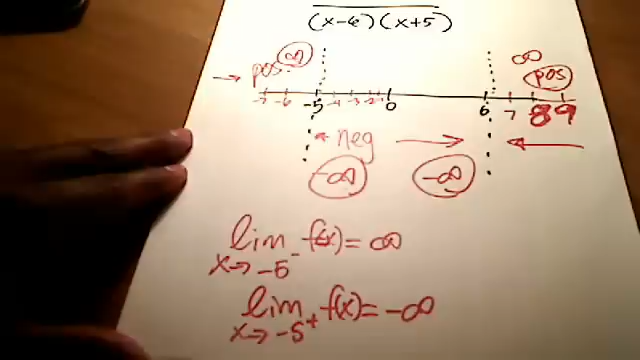 (x-6)(x+5)
∞ ∞
→ pos. pos
-7 -6 -5 -4 -3 -2 -1 0 6 7 8 9
← neg → ←
-∞ -∞
lim f(x) = ∞
x→ -5⁻
lim f(x) = -∞
x→ -5⁺